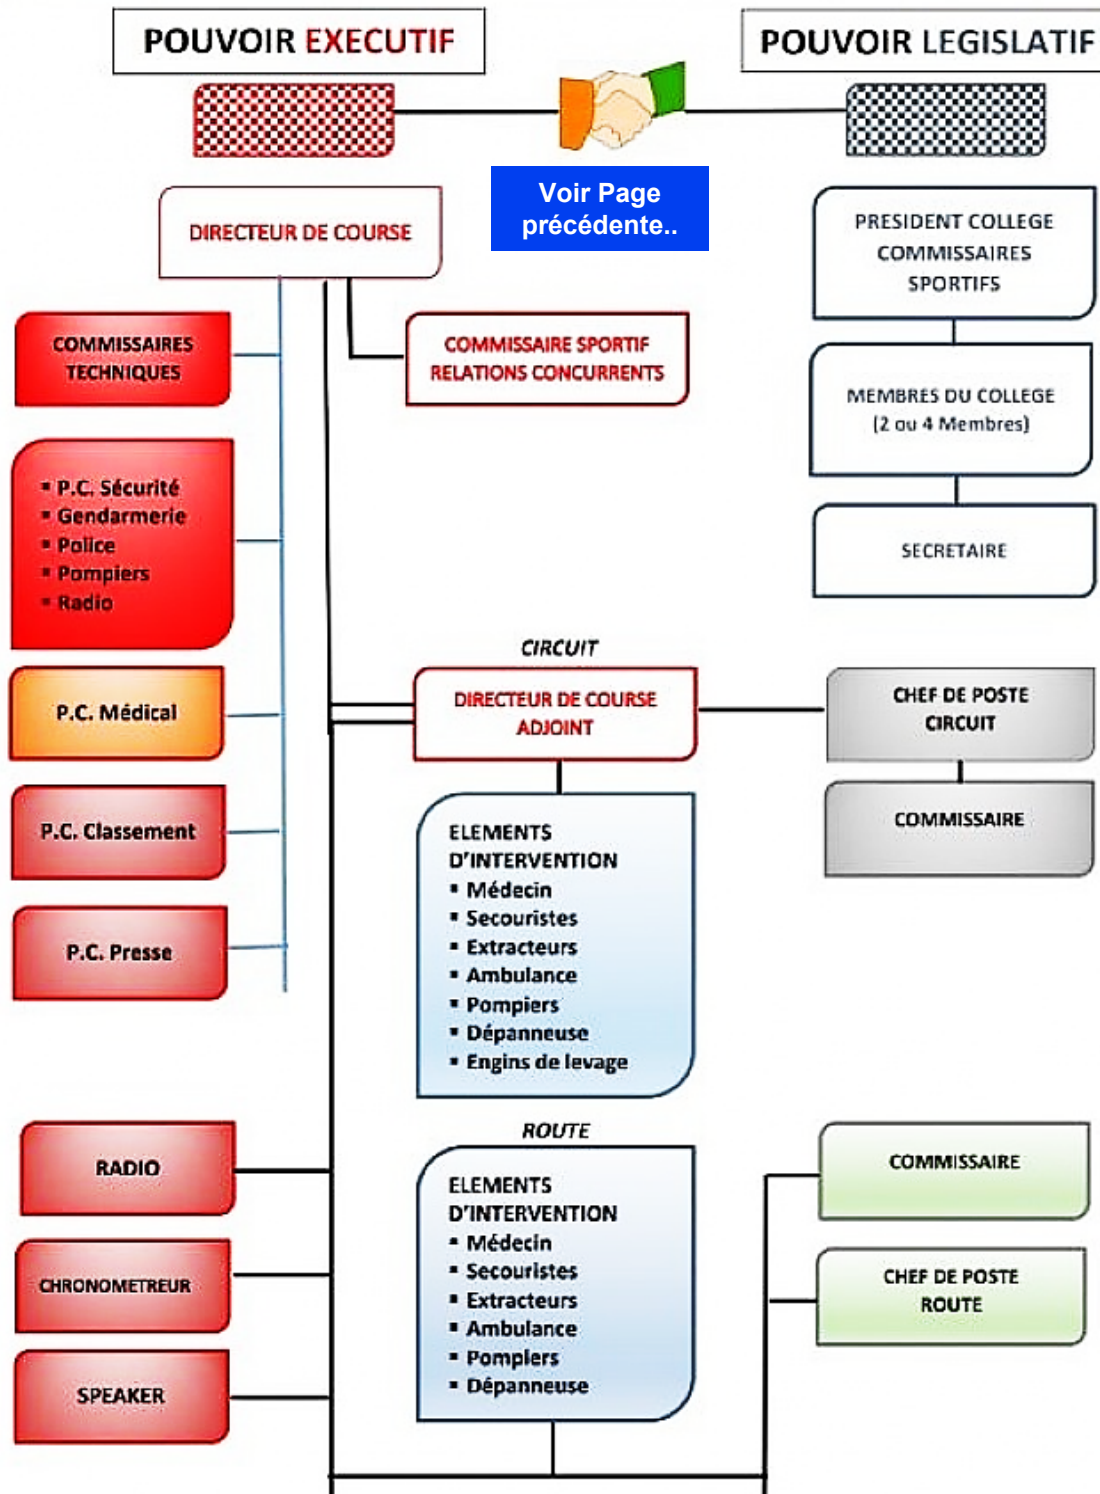 POUVOIR EXECUTIF
POUVOIR LEGISLATIF
Voir Page
précédente..
DIRECTEUR DE COURSE
PRESIDENT COLLEGE
COMMISSAIRES
SPORTIFS
COMMISSAIRES
TECHNIQUES
COMMISSAIRE SPORTIF
RELATIONS CONCURRENTS
MEMBRES DU COLLEGE
(2 ou 4 Membres)
▪ P.C. Sécurité
▪ Gendarmerie
▪ Police
▪ Pompiers
▪ Radio
SECRETAIRE
CIRCUIT
P.C. Médical
DIRECTEUR DE COURSE
ADJOINT
CHEF DE POSTE
CIRCUIT
P.C. Classement
COMMISSAIRE
ELEMENTS
D'INTERVENTION
▪ Médecin
▪ Secouristes
▪ Extracteurs
▪ Ambulance
▪ Pompiers
▪ Dépanneuse
▪ Engins de levage
P.C. Presse
ROUTE
RADIO
ELEMENTS
D'INTERVENTION
▪ Médecin
▪ Secouristes
▪ Extracteurs
▪ Ambulance
▪ Pompiers
▪ Dépanneuse
COMMISSAIRE
CHRONOMETREUR
CHEF DE POSTE
ROUTE
SPEAKER